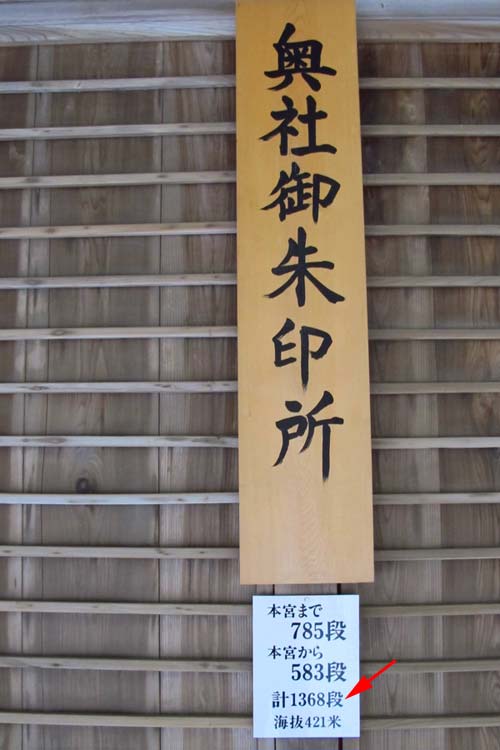 奥社御朱印所
本宮まで
785段
本宮から
583段
計1368段
海抜421米